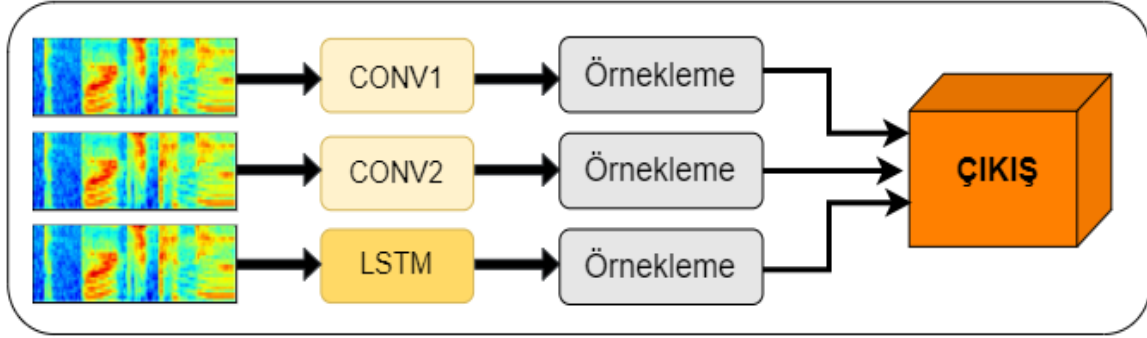 CONV1
Örnekleme
CONV2
Örnekleme
ÇIKIŞ
LSTM
Örnekleme